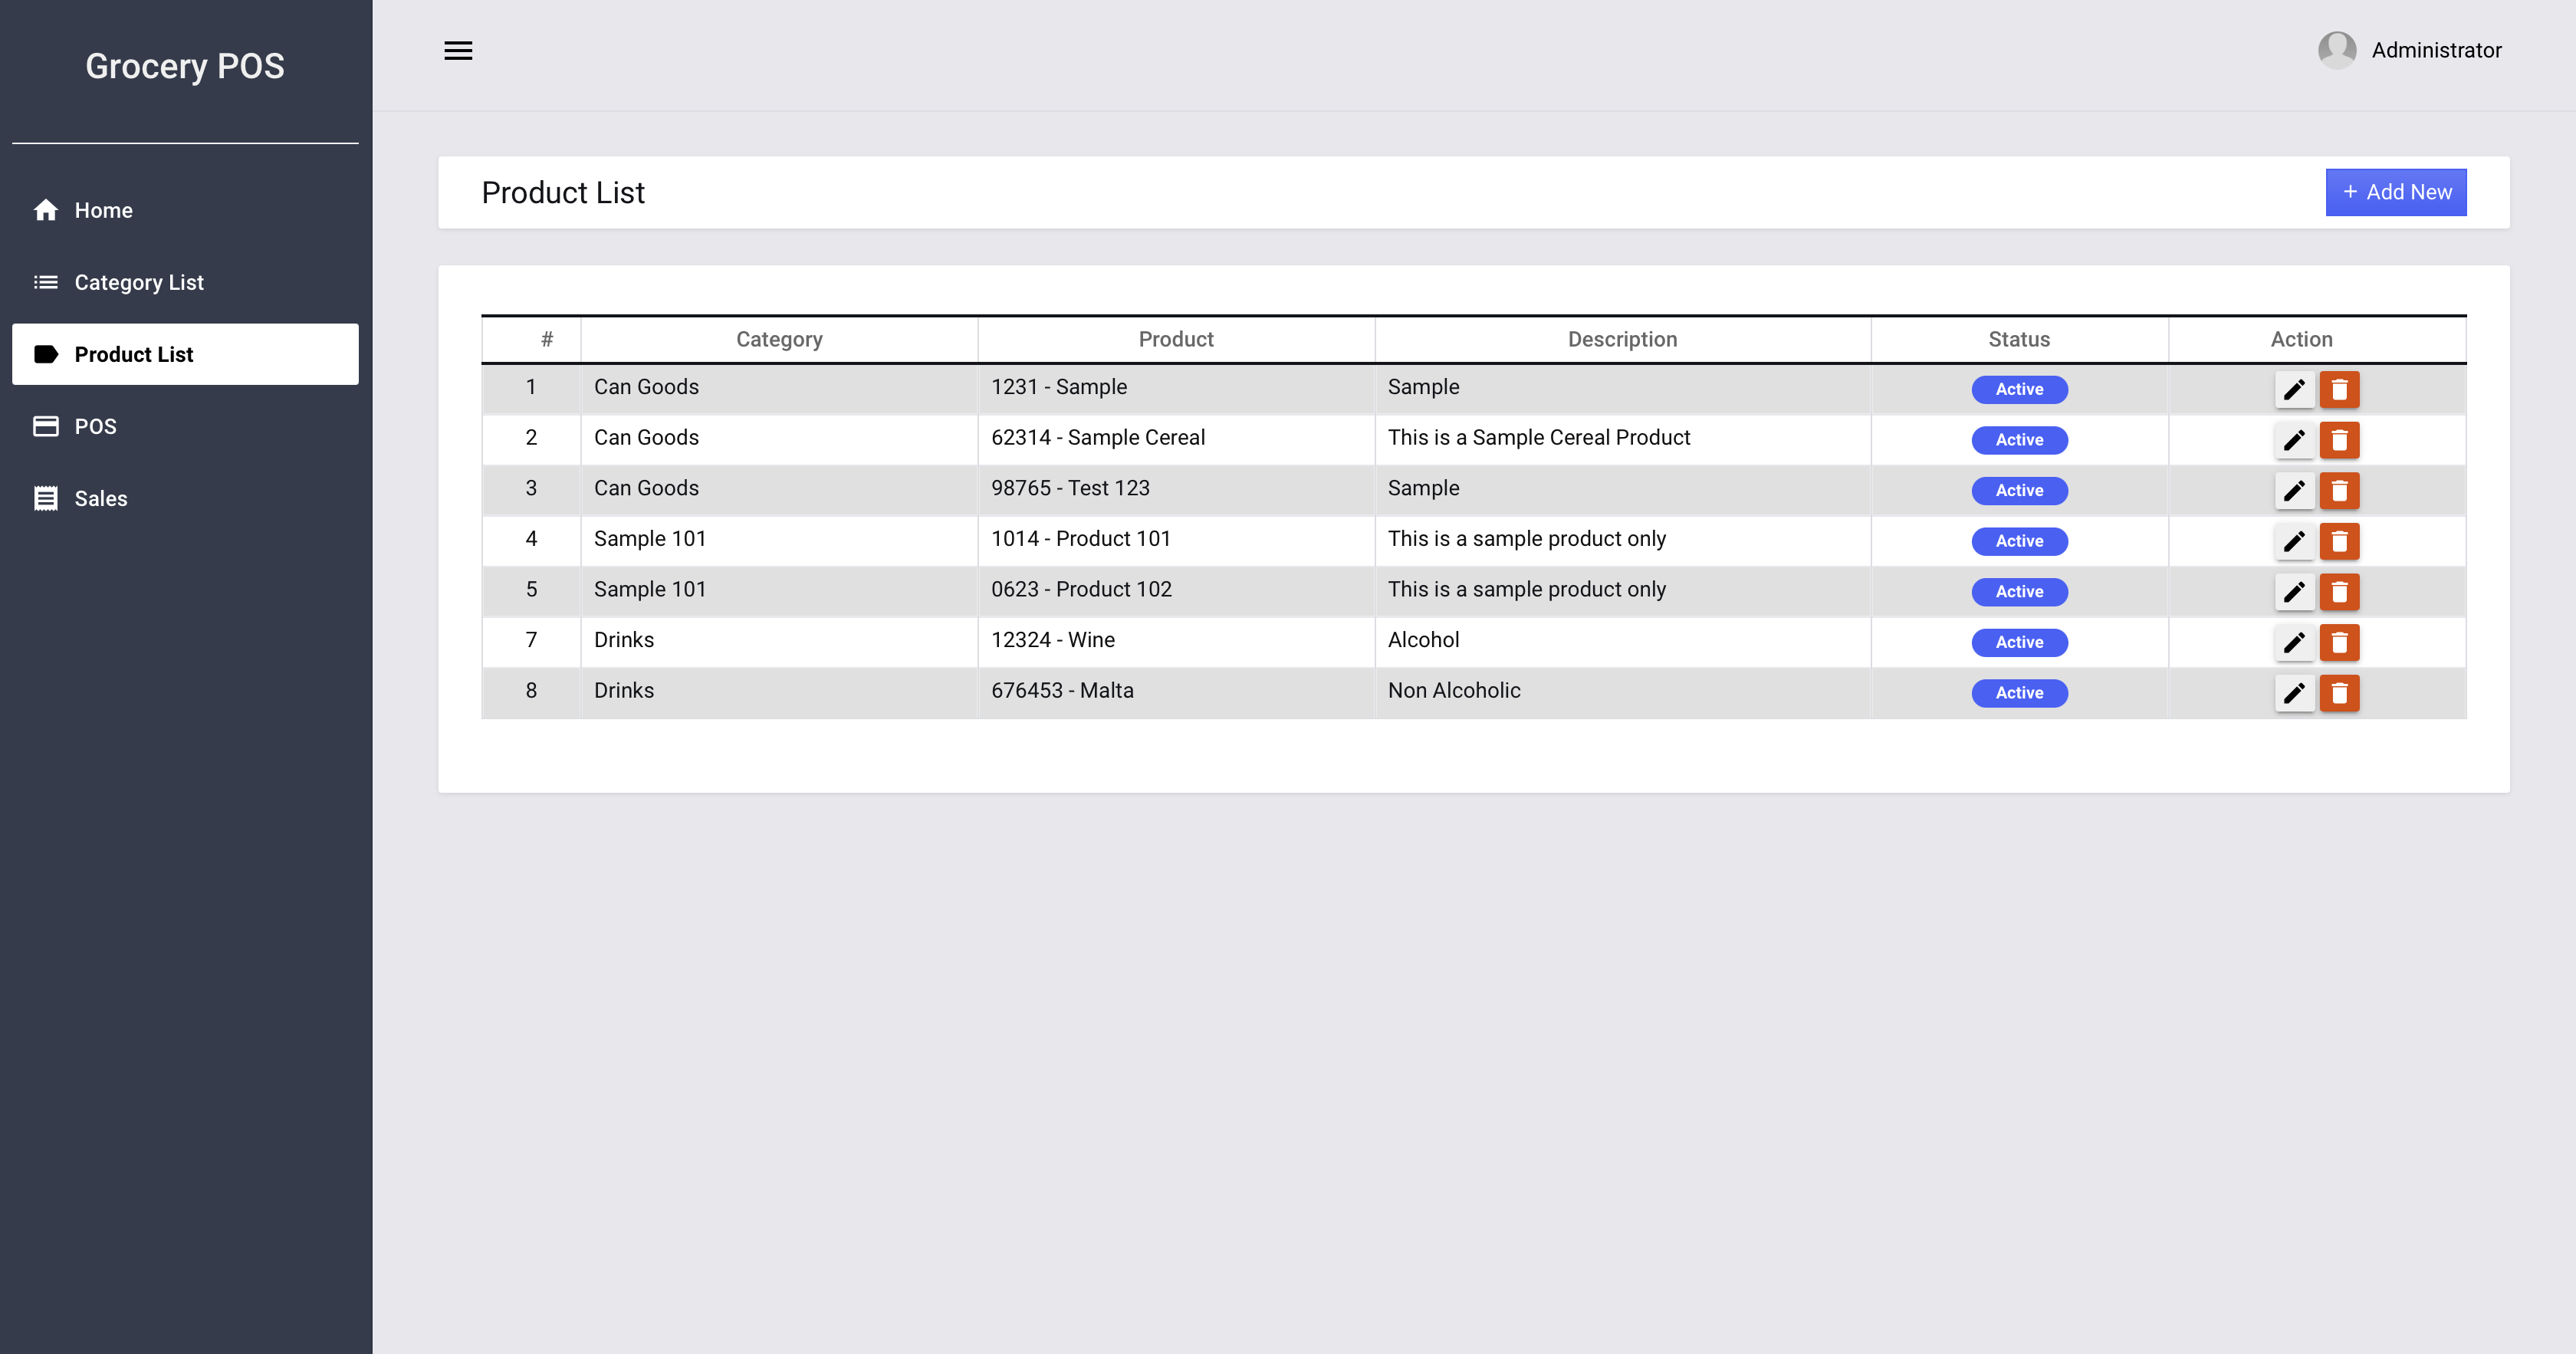 Grocery POS
Administrator
Home
Category List
Product List
POS
Sales
Product List
+ Add New
# Category Product Description Status Action
1 Can Goods 1231 - Sample Sample Active
2 Can Goods 62314 - Sample Cereal This is a Sample Cereal Product Active
3 Can Goods 98765 - Test 123 Sample Active
4 Sample 101 1014 - Product 101 This is a sample product only Active
5 Sample 101 0623 - Product 102 This is a sample product only Active
7 Drinks 12324 - Wine Alcohol Active
8 Drinks 676453 - Malta Non Alcoholic Active